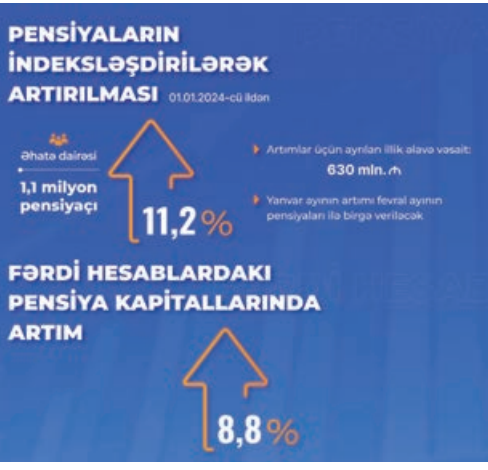 PENSİYALARIN
İNDEKSLƏŞDİRİLƏRƏK
ARTIRILMASI 01.01.2024-cü ildən
Əhatə dairəsi
1,1 milyon
pensiyaçı
11,2%
Artımlar üçün ayrılan illik əlavə vəsait:
630 mln. ₼
Yanvar ayının artımı fevral ayının
pensiyaları ilə birgə veriləcək
FƏRDİ HESABLARDAKI
PENSİYA KAPİTALLARINDA
ARTIM
8,8%